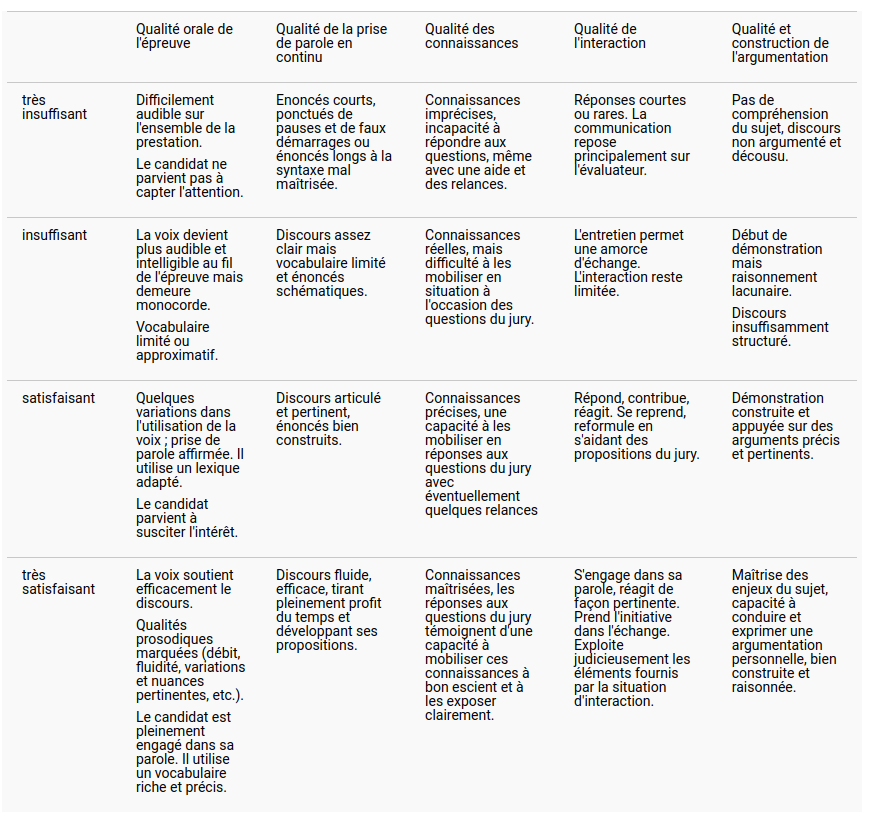 Qualité orale de
l'épreuve
Qualité de la prise
de parole en
continu
Qualité des
connaissances
Qualité de
l'interaction
Qualité et
construction de
l'argumentation
très
insuffisant
Difficilement
audible sur
l'ensemble de la
prestation.
Le candidat ne
parvient pas à
capter l'attention.
Enoncés courts,
ponctués de
pauses et de faux
démarrages ou
énoncés longs à la
syntaxe mal
maîtrisée.
Connaissances
imprécises,
incapacité à
répondre aux
questions, même
avec une aide et
des relances.
Réponses courtes
ou rares. La
communication
repose
principalement sur
l'évaluateur.
Pas de
compréhension
du sujet, discours
non argumenté et
décousu.
insuffisant
La voix devient
plus audible et
intelligible au fil
de l'épreuve mais
demeure
monocorde.
Vocabulaire
limité ou
approximatif.
Discours assez
clair mais
vocabulaire limité
et énoncés
schématiques.
Connaissances
réelles, mais
difficulté à les
mobiliser en
situation à
l'occasion des
questions du jury.
L'entretien permet
une amorce
d'échange.
L'interaction reste
limitée.
Début de
démonstration
mais
raisonnement
lacunaire.
Discours
insuffisamment
structuré.
satisfaisant
Quelques
variations dans
l'utilisation de la
voix ; prise de
parole affirmée. Il
utilise un lexique
adapté.
Le candidat
parvient à
susciter l'intérêt.
Discours articulé
et pertinent,
énoncés bien
construits.
Connaissances
précises, une
capacité à les
mobiliser en
réponses aux
questions du jury
avec
éventuellement
quelques relances
Répond, contribue,
réagit. Se reprend,
reformule en
s'aidant des
propositions du jury.
Démonstration
construite et
appuyée sur des
arguments précis
et pertinents.
très
satisfaisant
La voix soutient
efficacement le
discours.
Qualités
prosodiques
marquées (débit,
fluidité, variations
et nuances
pertinentes, etc.).
Le candidat est
pleinement
engagé dans sa
parole. Il utilise
un vocabulaire
riche et précis.
Discours fluide,
efficace, tirant
pleinement profit
du temps et
développant ses
propositions.
Connaissances
maîtrisées, les
réponses aux
questions du jury
témoignent d'une
capacité à
mobiliser ces
connaissances à
bon escient et à
les exposer
clairement.
S'engage dans sa
parole, réagit de
façon pertinente.
Prend l'initiative
dans l'échange.
Exploite
judicieusement les
éléments fournis
par la situation
d'interaction.
Maîtrise des
enjeux du sujet,
capacité à
conduire et
exprimer une
argumentation
personnelle, bien
construite et
raisonnée.